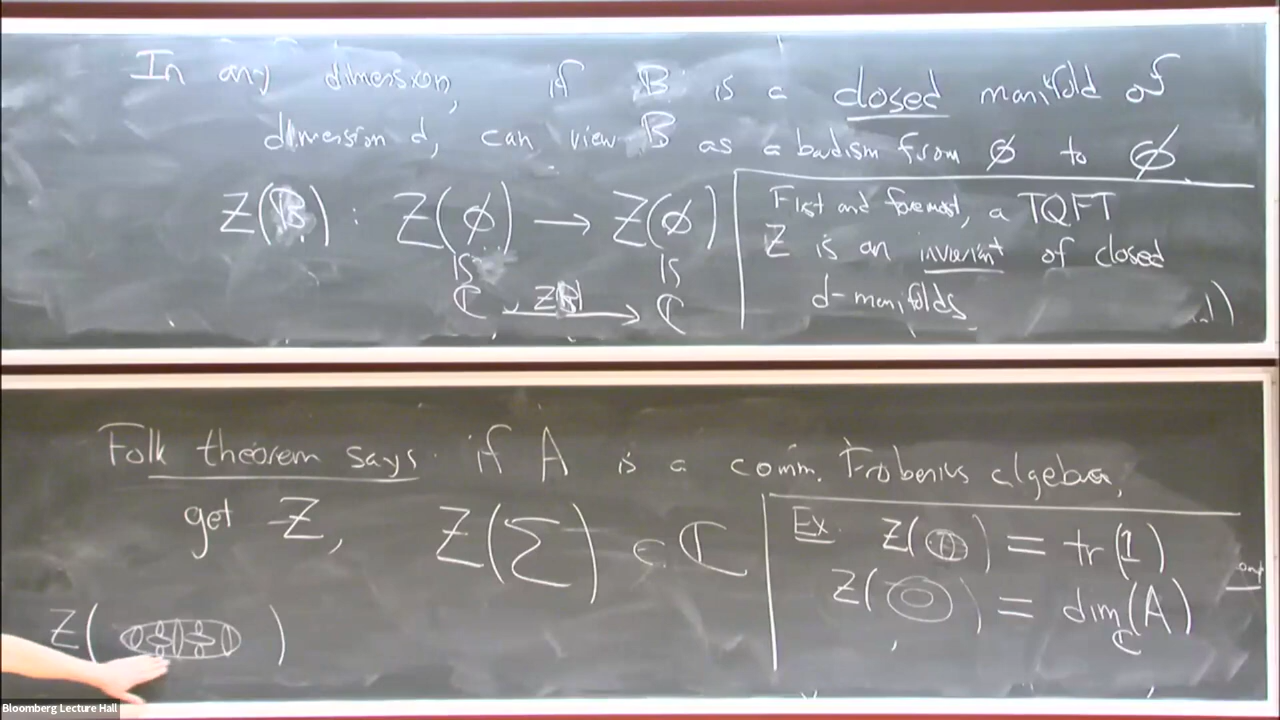 In any dimension, if B is a closed manifold of
dimension d, can view B as a bordism from ∅ to ∅
Z(B): Z(∅) → Z(∅)
≅ ≅
ℂ Z(B) → ℂ
First and foremost, a TQFT
Z is an invariant of closed
d-manifolds.
Folk theorem says: if A is a comm. Frobenius algebra,
get Z, Z(Σ) ∈ ℂ
Z( )
Ex. Z( ) = tr(1)
Z( ) = dim_ℂ(A)
Bloomberg Lecture Hall